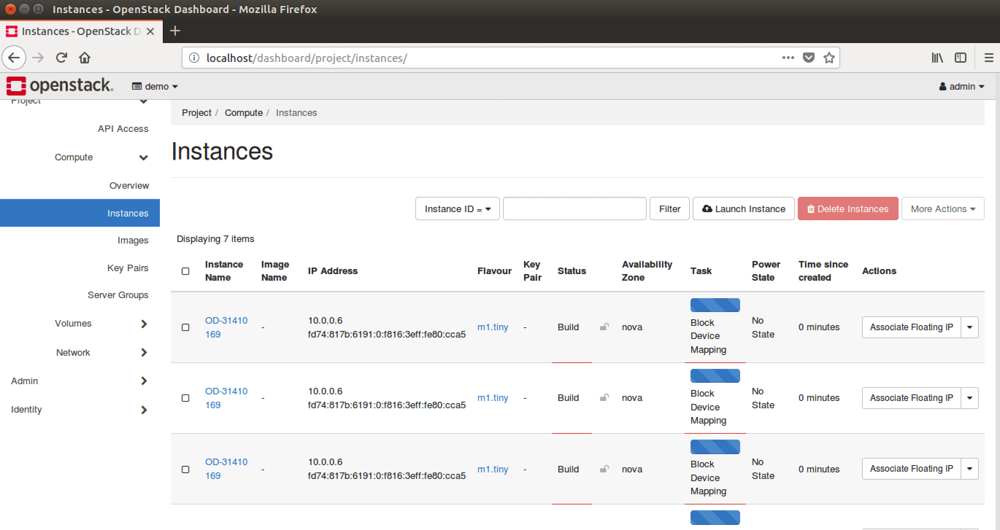 Instances - OpenStack Dashboard - Mozilla Firefox
Instances - OpenStack D
localhost/dashboard/project/instances/
openstack.
demo
admin
Project
API Access
Compute
Overview
Instances
Images
Key Pairs
Server Groups
Volumes
Network
Admin
Identity
Project / Compute / Instances
Instances
Instance ID =
Filter
Launch Instance
Delete Instances
More Actions
Displaying 7 items
Instance Name
Image Name
IP Address
Flavour
Key Pair
Status
Availability Zone
Task
Power State
Time since created
Actions
OD-31410
169
-
10.0.0.6
fd74:817b:6191:0:f816:3eff:fe80:cca5
m1.tiny
-
Build
nova
Block
Device
Mapping
No
State
0 minutes
Associate Floating IP
OD-31410
169
-
10.0.0.6
fd74:817b:6191:0:f816:3eff:fe80:cca5
m1.tiny
-
Build
nova
Block
Device
Mapping
No
State
0 minutes
Associate Floating IP
OD-31410
169
-
10.0.0.6
fd74:817b:6191:0:f816:3eff:fe80:cca5
m1.tiny
-
Build
nova
Block
Device
Mapping
No
State
0 minutes
Associate Floating IP